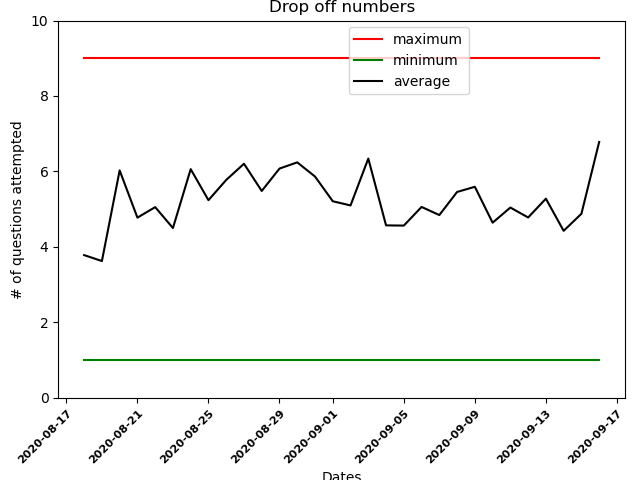 Drop off numbers
maximum
minimum
average
# of questions attempted
10
8
6
4
2
0
2020-08-17
2020-08-21
2020-08-25
2020-08-29
2020-09-01
2020-09-05
2020-09-09
2020-09-13
2020-09-17
Dates